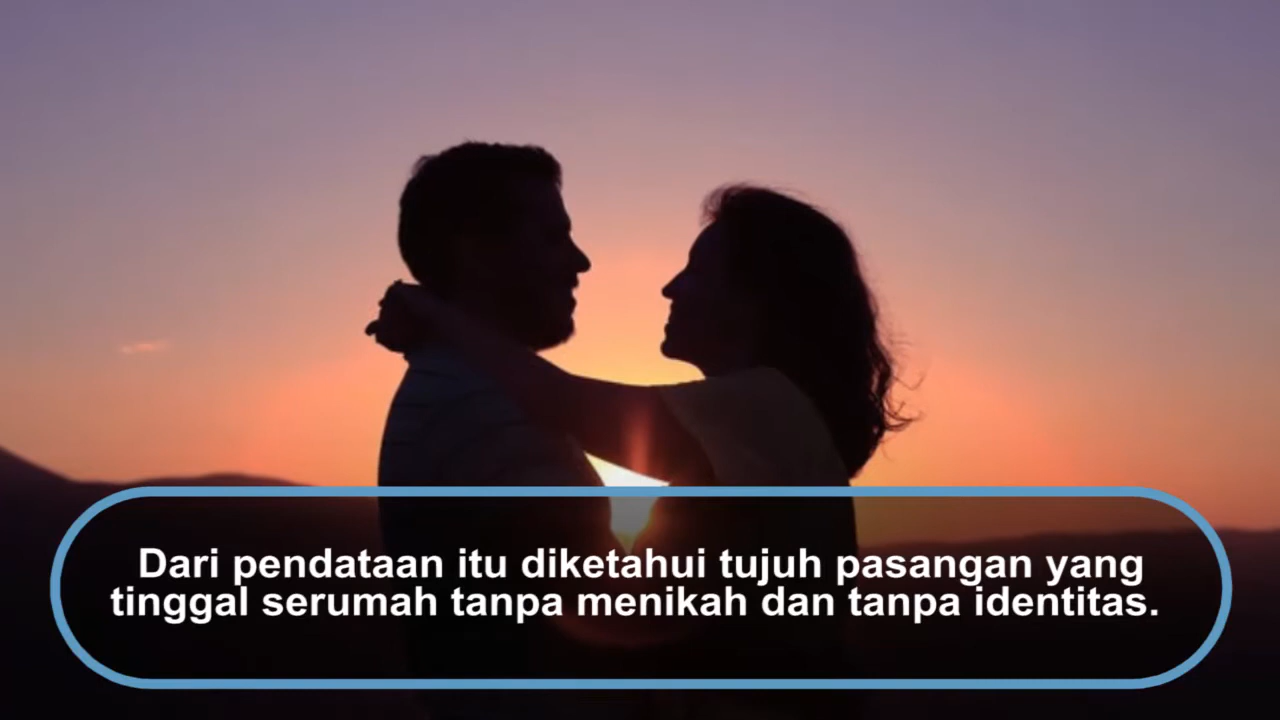 Dari pendataan itu diketahui tujuh pasangan yang
tinggal serumah tanpa menikah dan tanpa identitas.